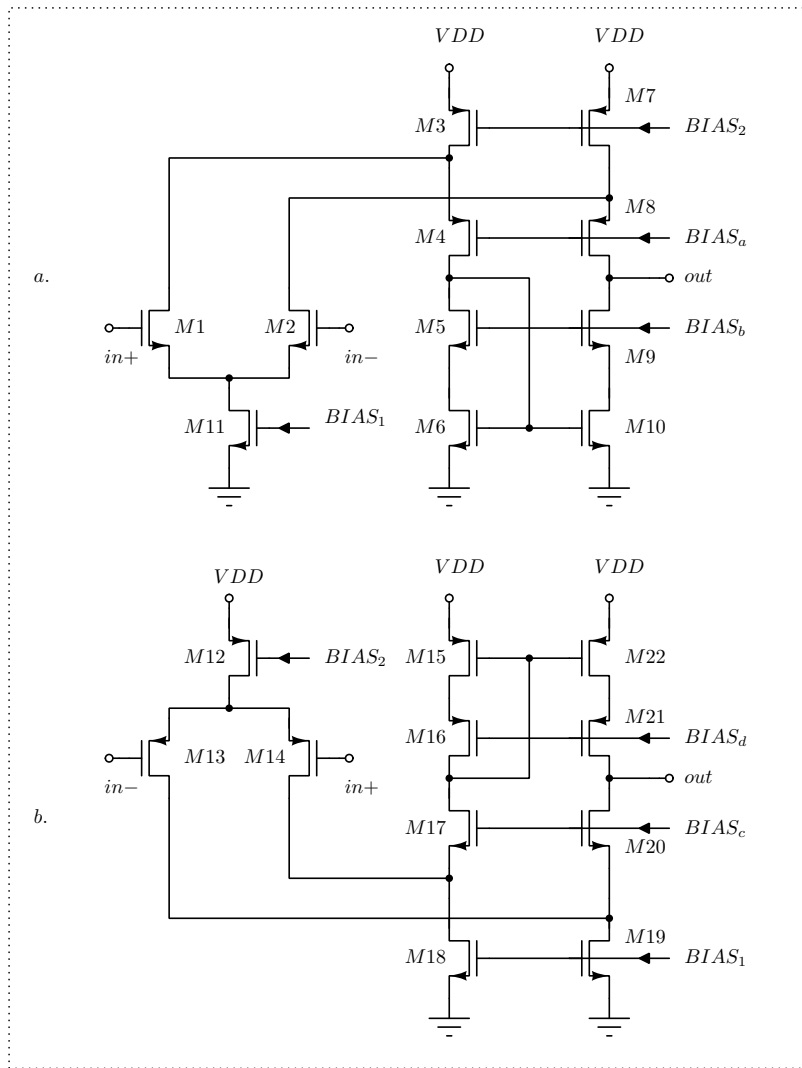 VDD VDD
M7
M3 BIAS2
M8
M4 BIASa
a. out
M1 M2 M5 BIASb
in+ in− M9
M11 BIAS1 M6 M10
VDD VDD VDD
M12 BIAS2 M15 M22
M21
M13 M14 M16 BIASd
in− in+ out
b. M17 BIASc
M20
M19
M18 BIAS1